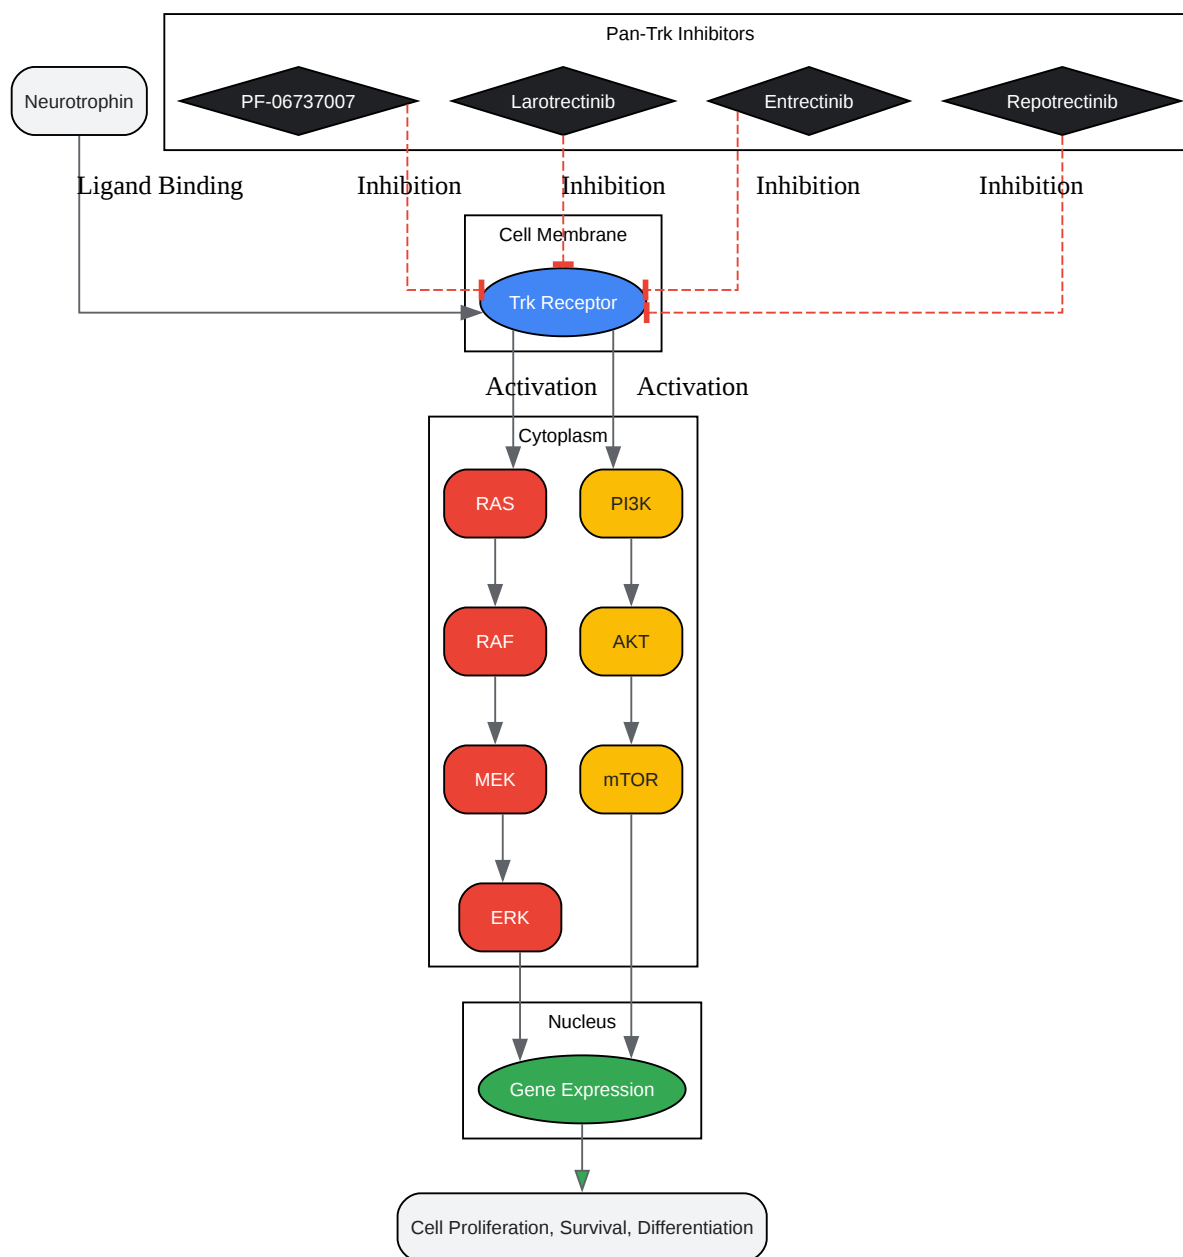 Pan-Trk Inhibitors
Neurotrophin
PF-06737007
Larotrectinib
Entrectinib
Repotrectinib
Ligand Binding
Inhibition
Inhibition
Inhibition
Inhibition
Cell Membrane
Trk Receptor
Activation
Activation
Cytoplasm
RAS
PI3K
RAF
AKT
MEK
mTOR
ERK
Nucleus
Gene Expression
Cell Proliferation, Survival, Differentiation